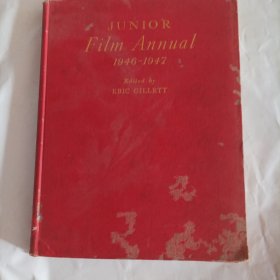 JUNIOR
Film Annual
1946-1947
Edited by
ERIC GILLETT